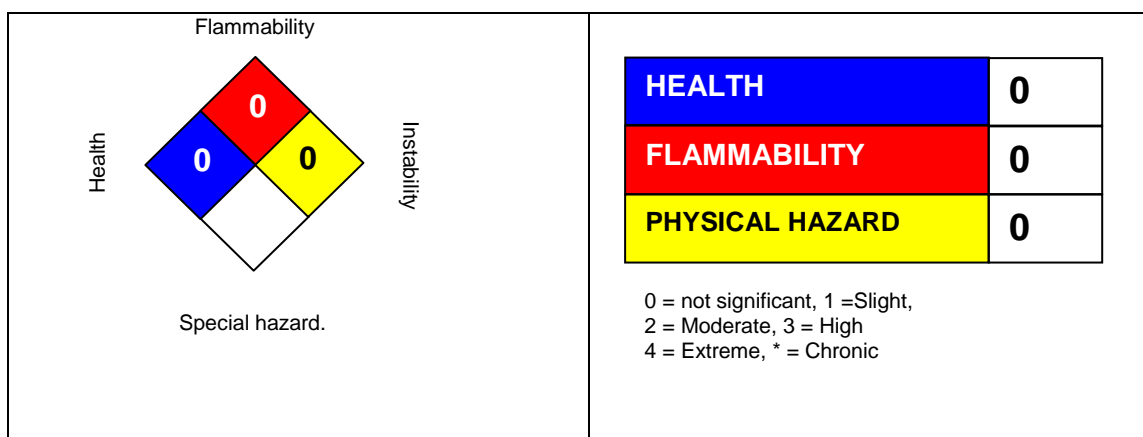 Flammability
0
Health
0
0
Instability
Special hazard.
HEALTH 0
FLAMMABILITY 0
PHYSICAL HAZARD 0
0 = not significant, 1 =Slight,
2 = Moderate, 3 = High
4 = Extreme, * = Chronic